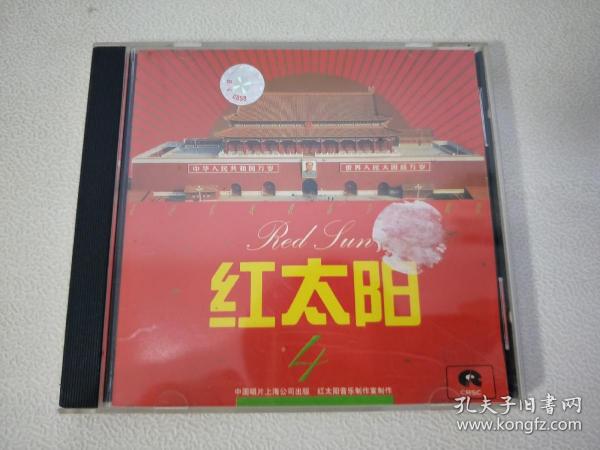 中华人民共和国万岁
世界人民大团结万岁
Red Sun
红太阳
4
中国唱片上海公司出版 红太阳音乐制作室制作
CRSC
孔夫子旧书网
www.kongfz.com